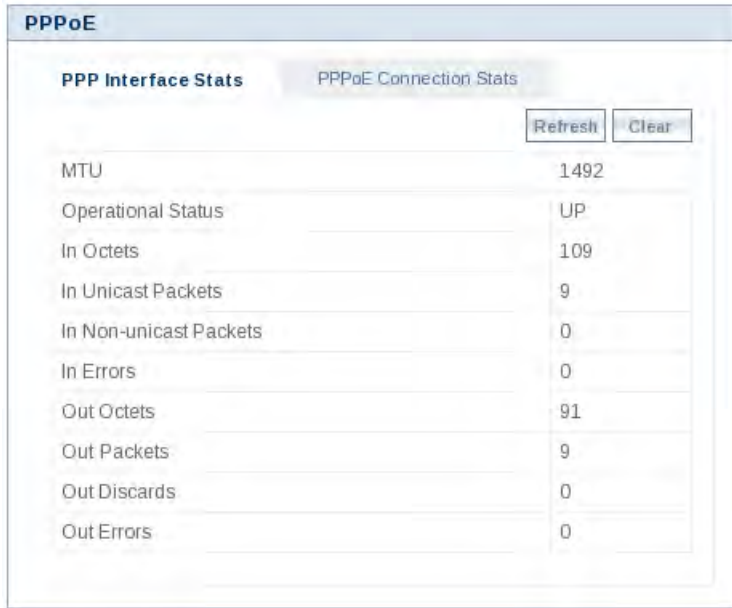 PPPoE
PPP Interface Stats PPPoE Connection Stats
Refresh Clear
MTU 1492
Operational Status UP
In Octets 109
In Unicast Packets 9
In Non-unicast Packets 0
In Errors 0
Out Octets 91
Out Packets 9
Out Discards 0
Out Errors 0